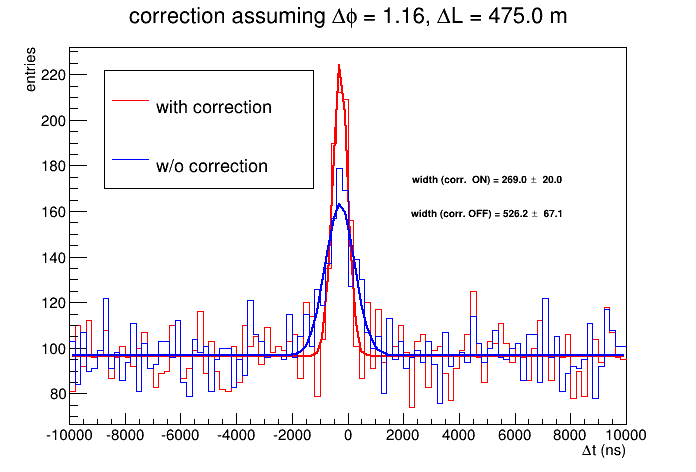 correction assuming Δϕ = 1.16, ΔL = 475.0 m
entries
220
200
180
160
140
120
100
80
with correction
w/o correction
width (corr.  ON) = 269.0 ± 20.0
width (corr. OFF) = 526.2 ± 67.1
-10000 -8000 -6000 -4000 -2000 0 2000 4000 6000 8000 10000
Δt (ns)